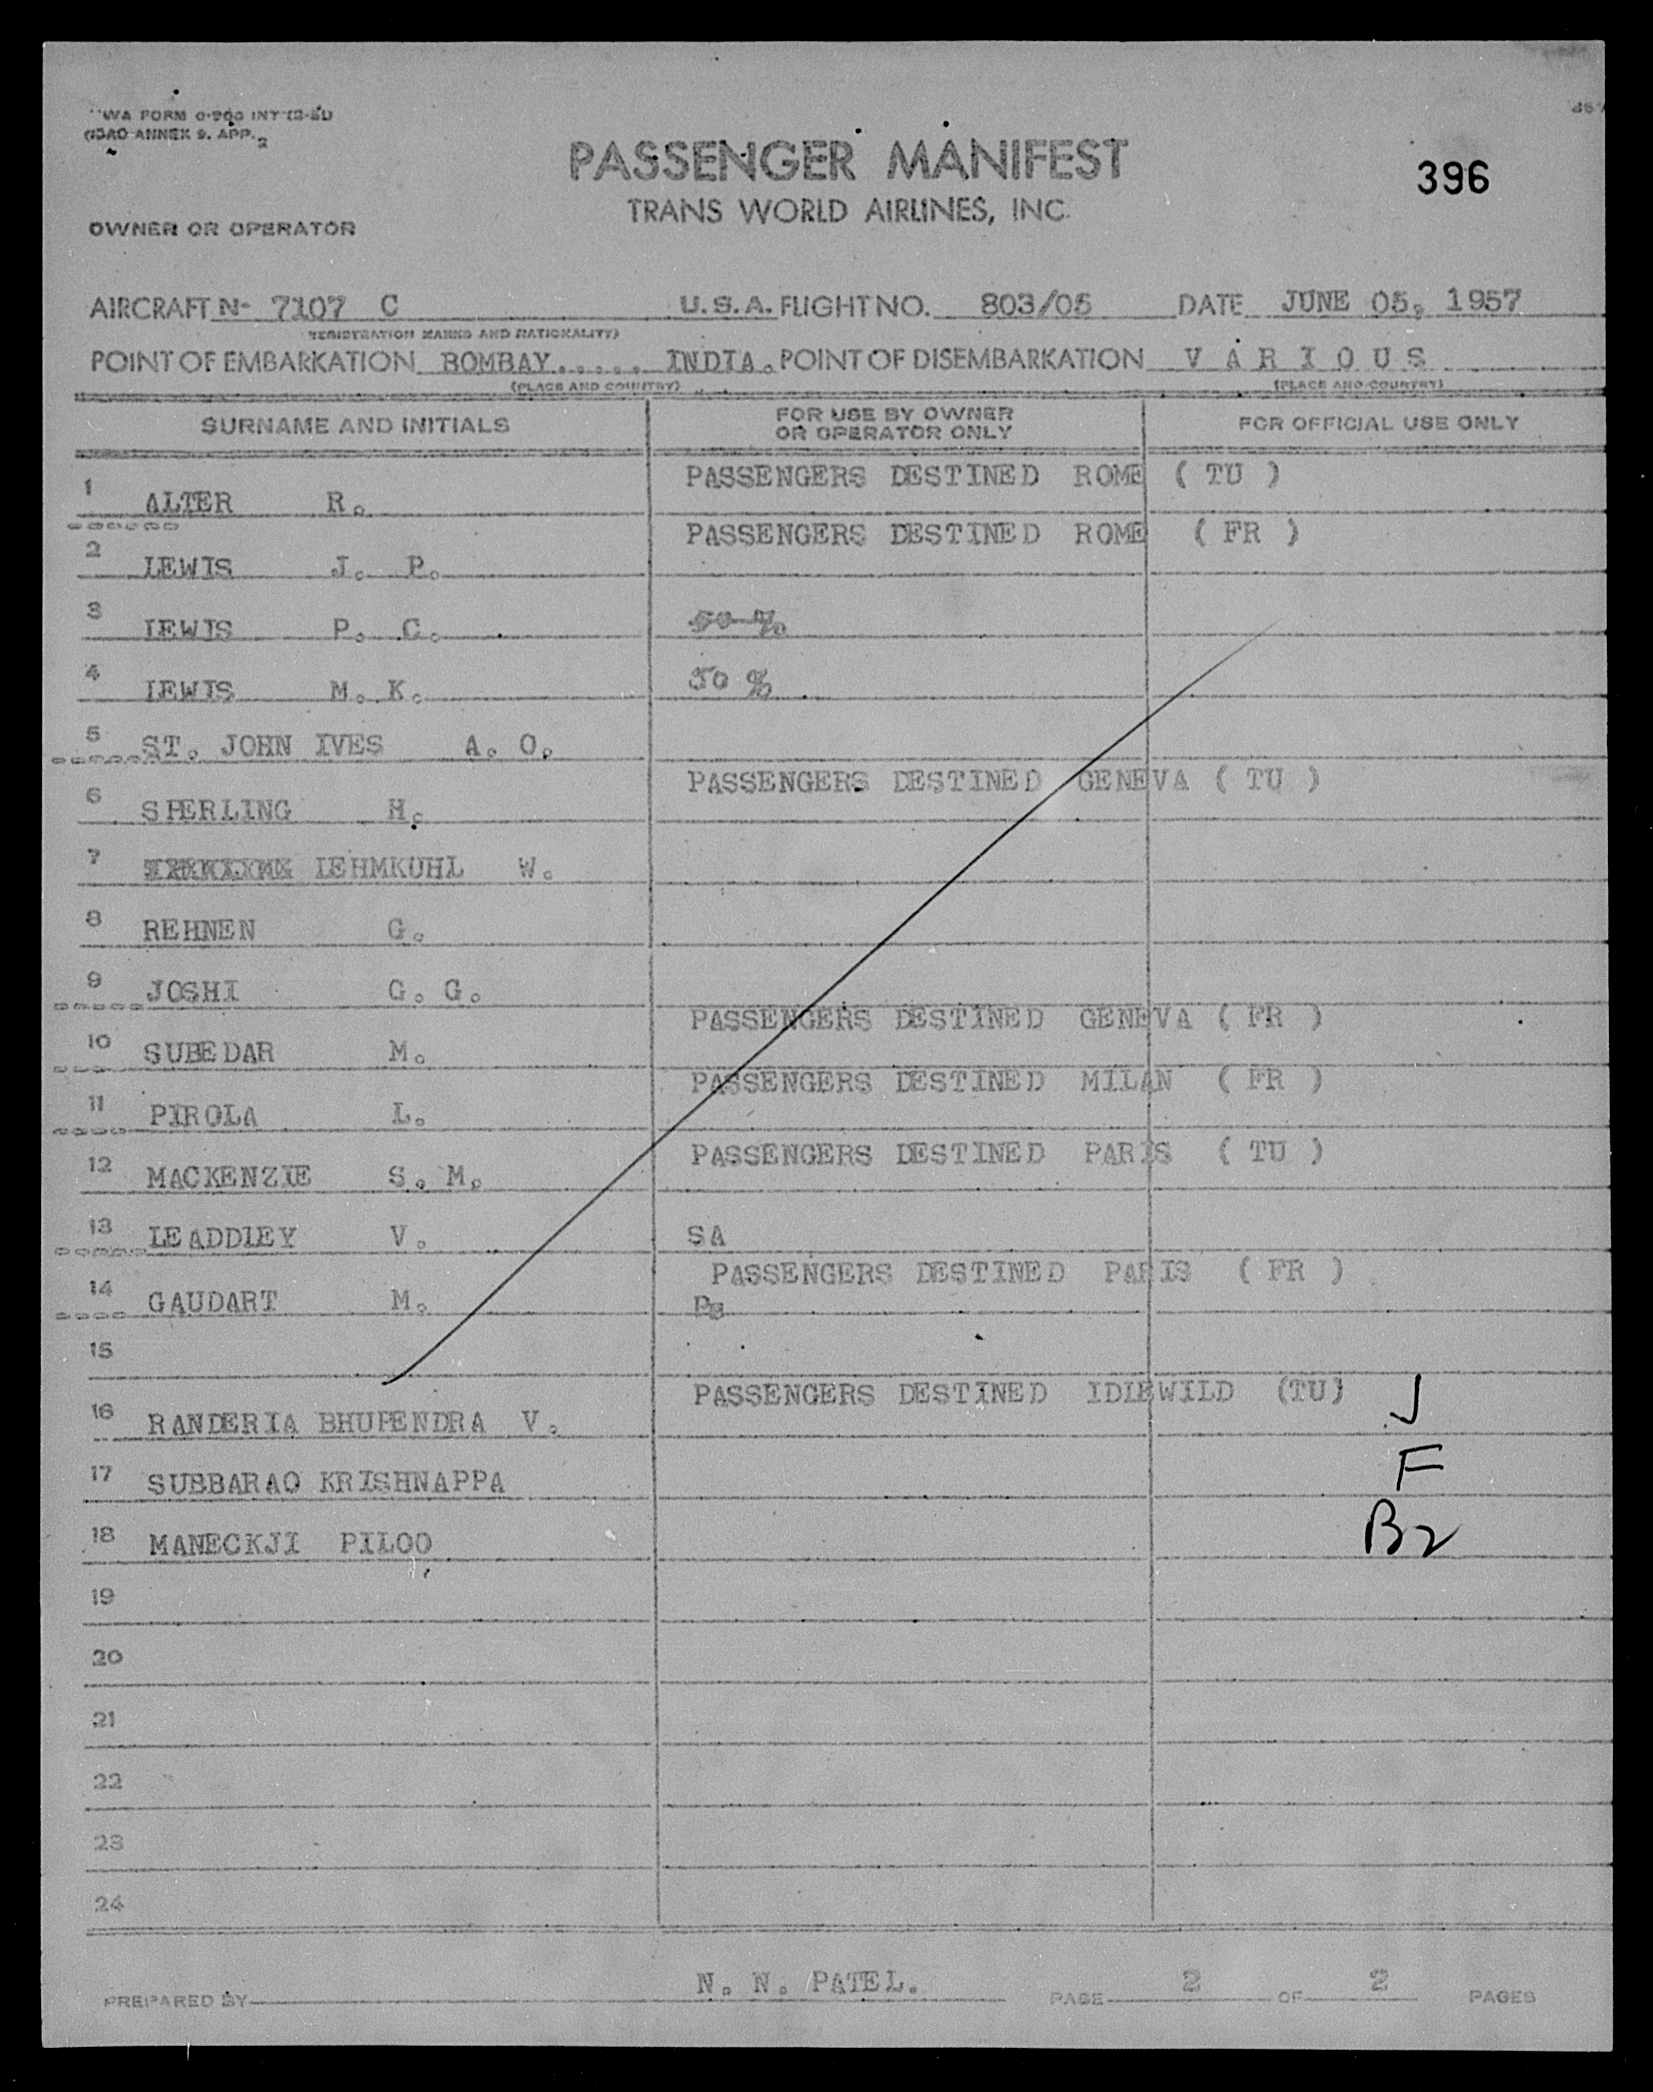 TWA FORM O-900 INT (2-51)
(ICAO ANNEX 9. APP. 2
PASSENGER MANIFEST
396
TRANS WORLD AIRLINES, INC.
OWNER OR OPERATOR
AIRCRAFT N- 7107 C U.S.A. FLIGHT NO. 803/05 DATE JUNE 05, 1957
REGISTRATION MARKS AND NATIONALITY)
POINT OF EMBARKATION BOMBAY..... INDIA. POINT OF DISEMBARKATION V A R I O U S
(PLACE AND COUNTRY) (PLACE AND COUNTRY)
SURNAME AND INITIALS FOR USE BY OWNER OR OPERATOR ONLY FOR OFFICIAL USE ONLY
PASSENGERS DESTINED ROME ( TU )
1 ALTER R.
PASSENGERS DESTINED ROME ( FR )
2 LEWIS J. P.
3 LEWIS P. C. 50 %
4 LEWIS M. K. 50 %
5 ST. JOHN IVES A. O.
PASSENGERS DESTINED GENEVA ( TU )
6 SPERLING H.
7 LEHMKUHL W.
8 REHNEN G.
9 JOSHI G. G.
PASSENGERS DESTINED GENEVA ( FR )
10 SUBEDAR M.
PASSENGERS DESTINED MILAN ( FR )
11 PIROLA L.
PASSENGERS DESTINED PARIS ( TU )
12 MACKENZIE S. M.
13 LEADDLEY V. SA
PASSENGERS DESTINED PARIS ( FR )
14 GAUDART M.
15
PASSENGERS DESTINED IDLEWILD (TU) J
16 RANDERIA BHUPENDRA V.
17 SUBBARAO KRISHNAPPA F
18 MANECKJI PILOO B2
19
20
21
22
23
24
PREPARED BY N. N. PATEL. PAGE 2 OF 2 PAGES